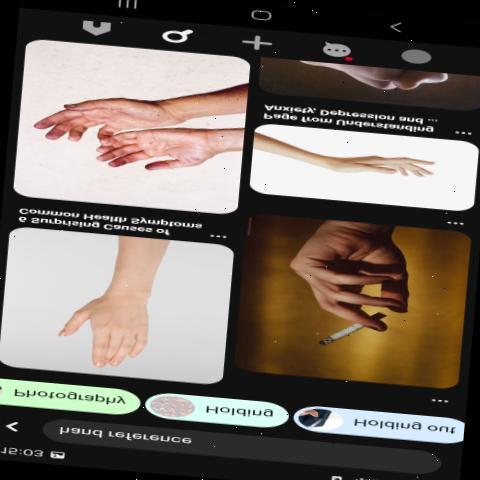 15:03
hand reference
Photography
Holding
Holding out
6 Surprising Causes of
Common Health Symptoms
Page from Understanding
Anxiety, Depression and ...